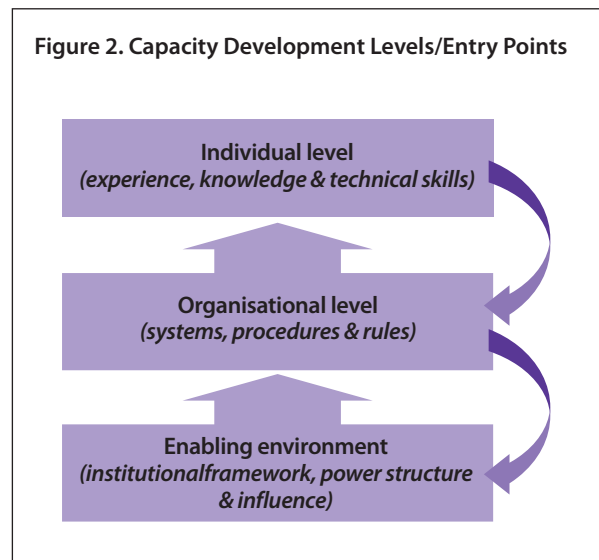 Figure 2. Capacity Development Levels/Entry Points
Individual level
(experience, knowledge & technical skills)
Organisational level
(systems, procedures & rules)
Enabling environment
(institutionalframework, power structure
& influence)